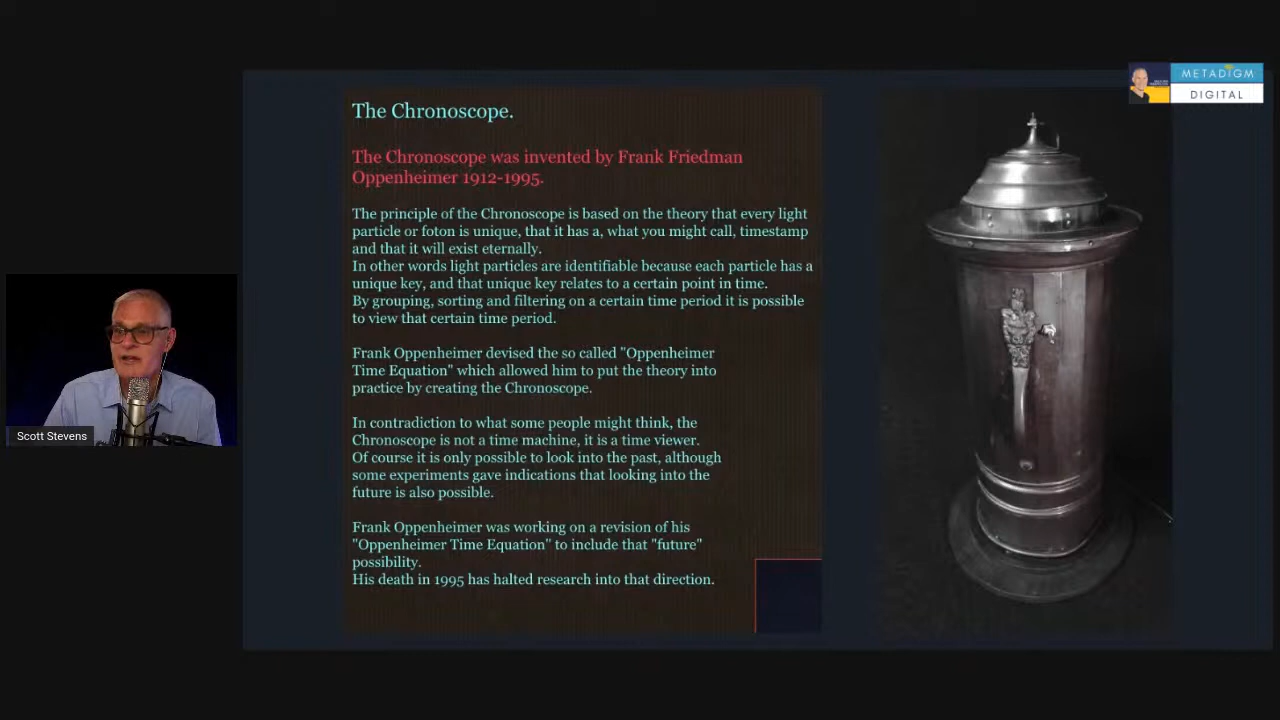 METADIGM
DIGITAL
The Chronoscope.
The Chronoscope was invented by Frank Friedman
Oppenheimer 1912-1995.
The principle of the Chronoscope is based on the theory that every light
particle or foton is unique, that it has a, what you might call, timestamp
and that it will exist eternally.
In other words light particles are identifiable because each particle has a
unique key, and that unique key relates to a certain point in time.
By grouping, sorting and filtering on a certain time period it is possible
to view that certain time period.
Frank Oppenheimer devised the so called "Oppenheimer
Time Equation" which allowed him to put the theory into
practice by creating the Chronoscope.
In contradiction to what some people might think, the
Chronoscope is not a time machine, it is a time viewer.
Of course it is only possible to look into the past, although
some experiments gave indications that looking into the
future is also possible.
Frank Oppenheimer was working on a revision of his
"Oppenheimer Time Equation" to include that "future"
possibility.
His death in 1995 has halted research into that direction.
Scott Stevens